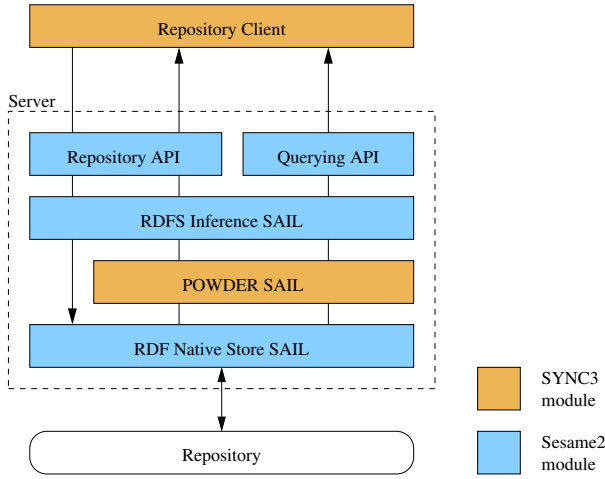 Repository Client
Server
Repository API
Querying API
RDFS Inference SAIL
POWDER SAIL
RDF Native Store SAIL
Repository
SYNC3
module
Sesame2
module